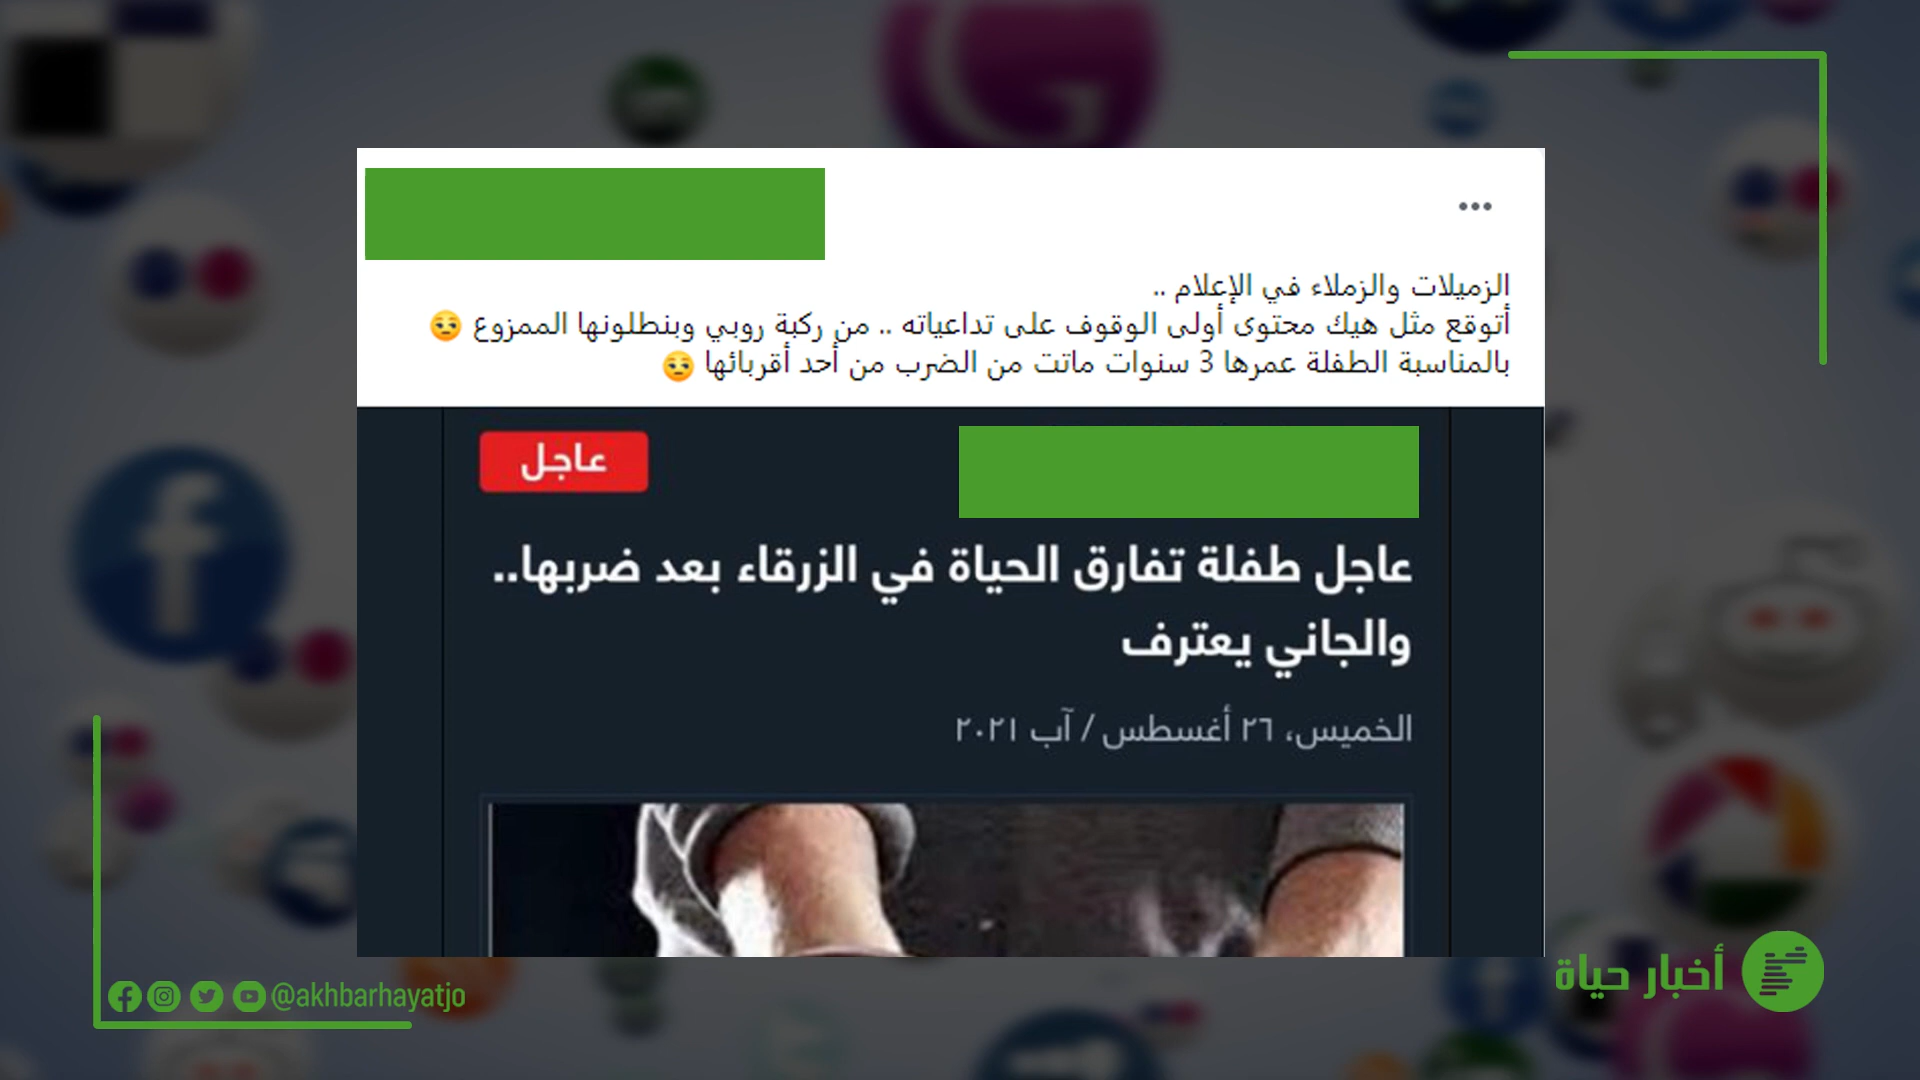 الزميلات والزملاء في الإعلام ..
أتوقع مثل هيك محتوى أولى الوقوف على تداعياته .. من ركبة روبي وبنطلونها الممزوع 😒
بالمناسبة الطفلة عمرها 3 سنوات ماتت من الضرب من أحد أقربائها 😒
عاجل
عاجل طفلة تفارق الحياة في الزرقاء بعد ضربها..
والجاني يعترف
الخميس، ٢٦ أغسطس / آب ٢٠٢١
أخبار حياة
@akhbarhayatjo